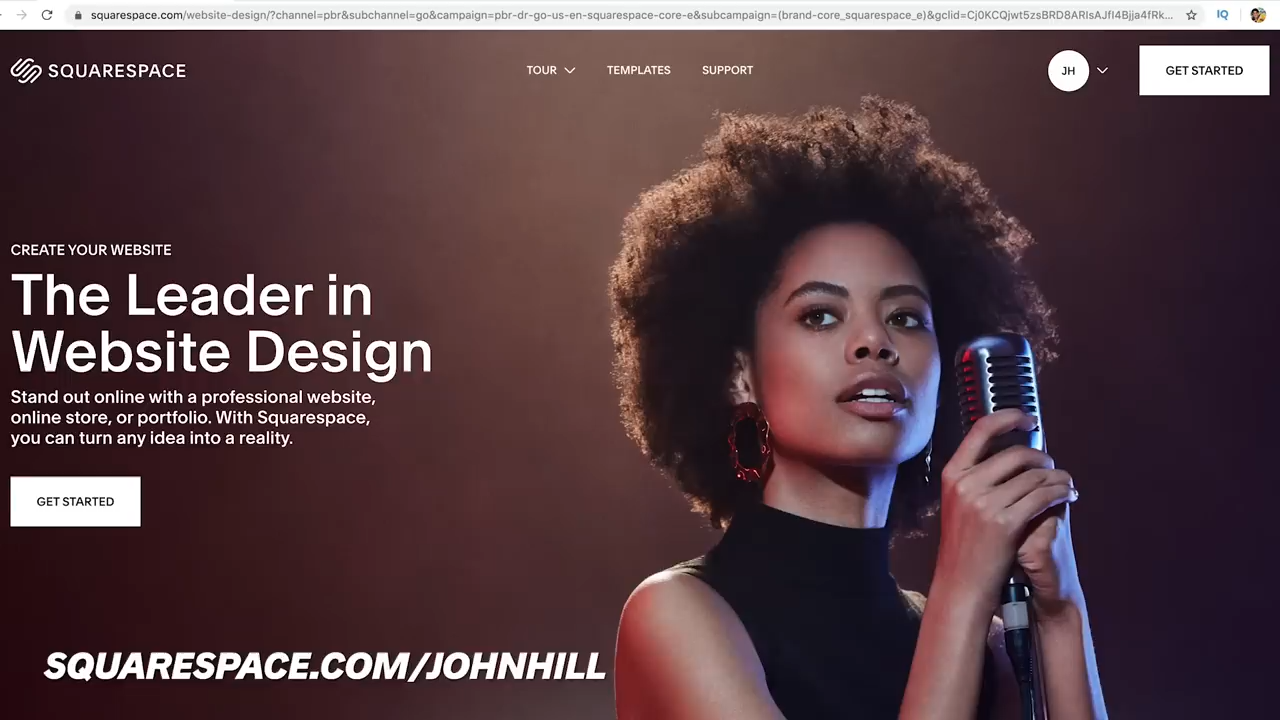 squarespace.com/website-design/?channel=pbr&subchannel=go&campaign=pbr-dr-go-us-en-squarespace-core-e&subcampaign=(brand-core_squarespace_e)&gclid=Cj0KCQjwt5zsBRD8ARIsAJfI4Bjja4fRk...
IQ
SQUARESPACE
TOUR
TEMPLATES
SUPPORT
JH
GET STARTED
CREATE YOUR WEBSITE
The Leader in
Website Design
Stand out online with a professional website,
online store, or portfolio. With Squarespace,
you can turn any idea into a reality.
GET STARTED
SQUARESPACE.COM/JOHNHILL